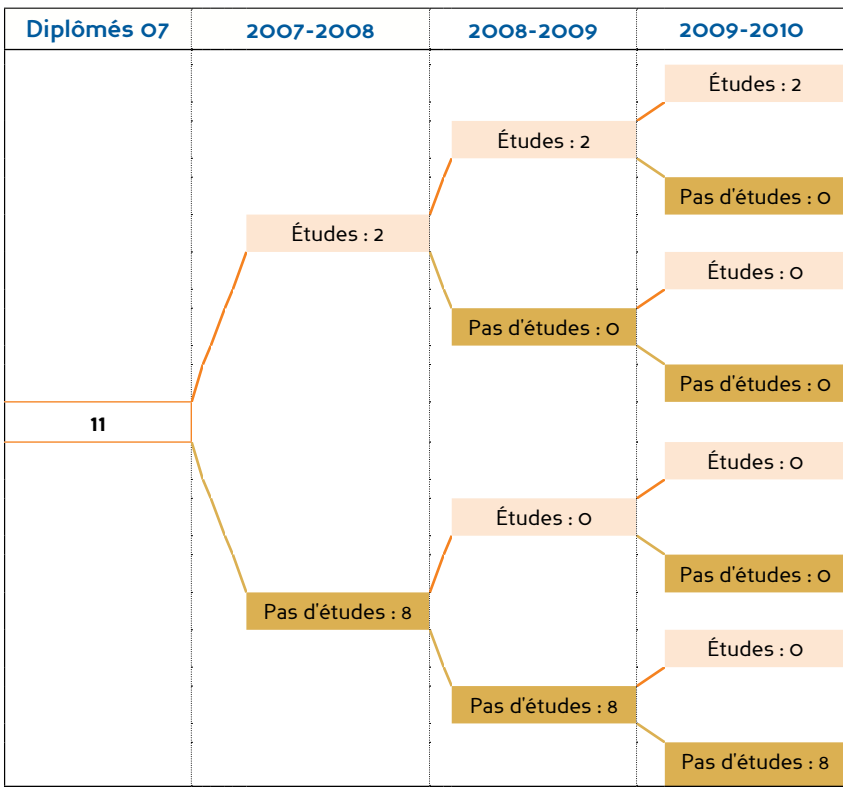 Diplômés 07 2007-2008 2008-2009 2009-2010
Études : 2
Études : 2
Pas d'études : 0
Études : 2
Études : 0
Pas d'études : 0
Pas d'études : 0
11
Études : 0
Études : 0
Pas d'études : 0
Pas d'études : 8
Études : 0
Pas d'études : 8
Pas d'études : 8